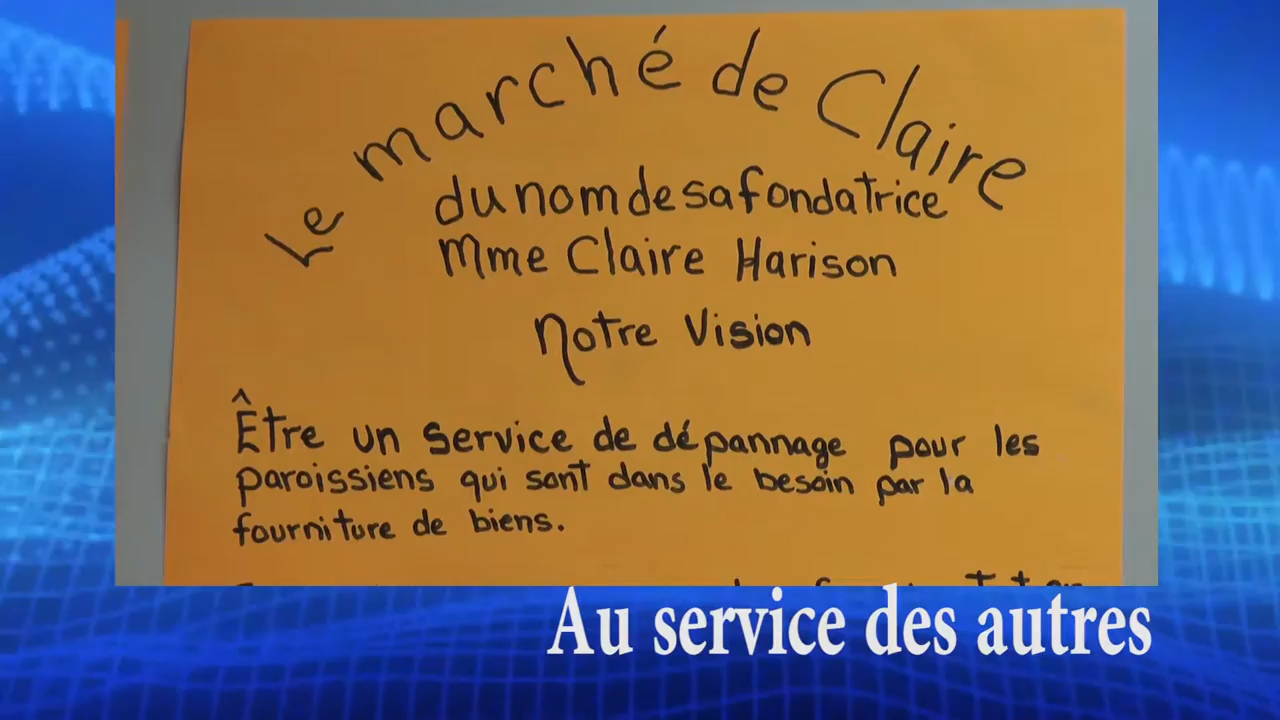 Le marché de Claire
du nom de sa fondatrice
Mme Claire Harison
Notre Vision
Être un service de dépannage pour les
paroissiens qui sont dans le besoin par la
fourniture de biens.
Au service des autres